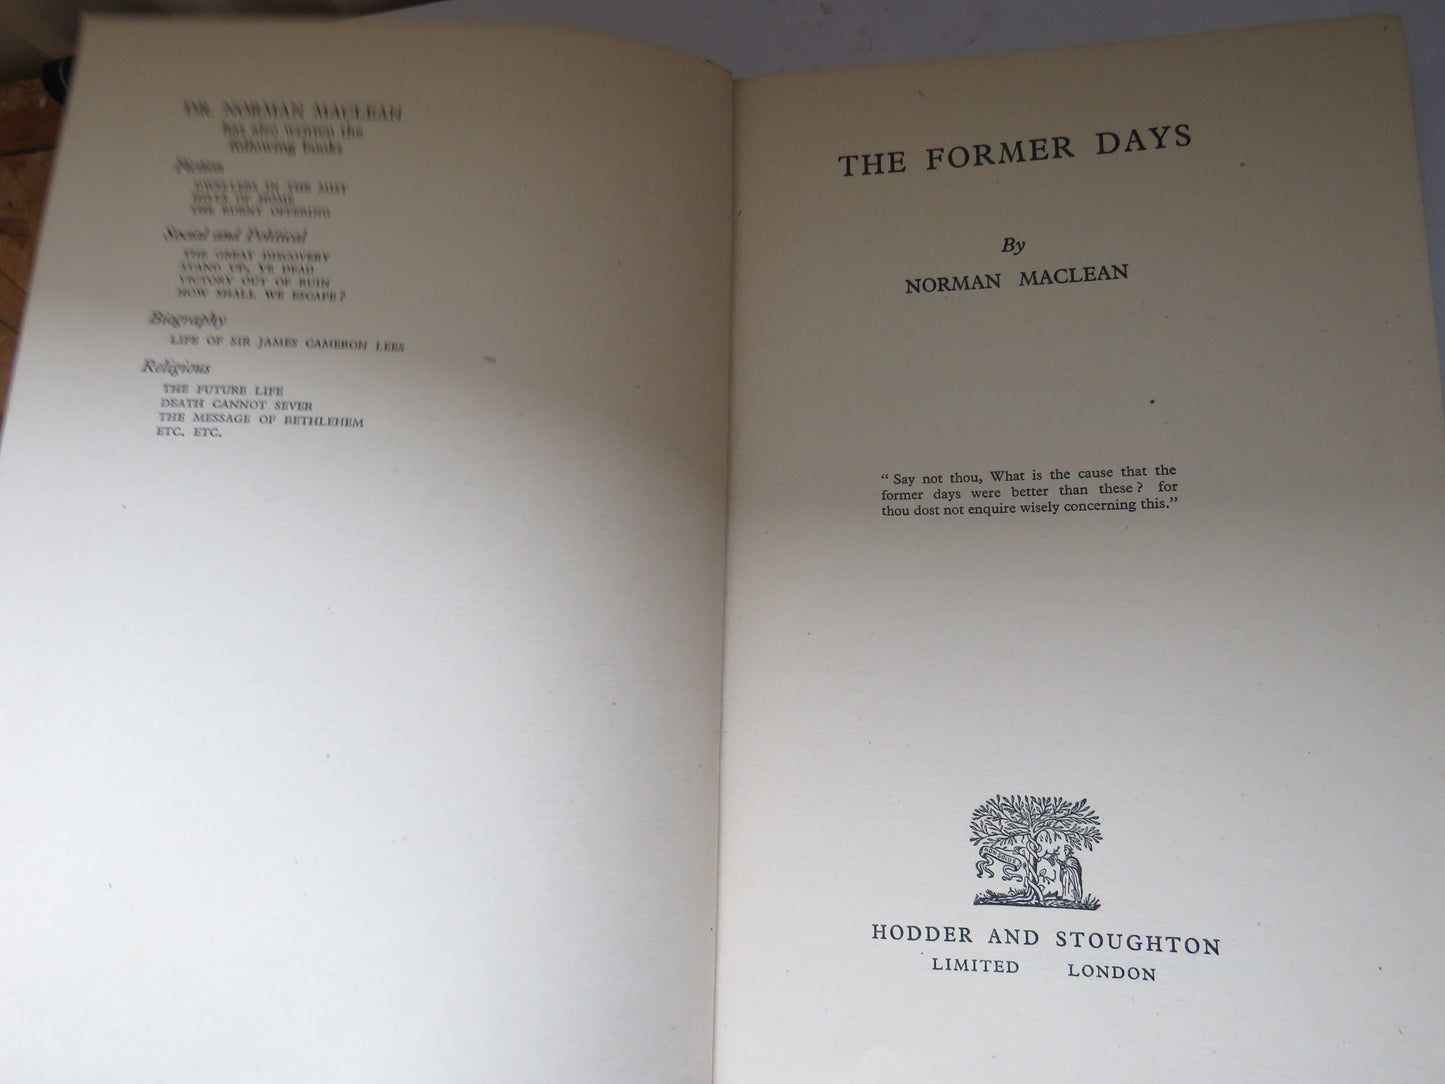 DR. NORMAN MACLEAN
has also written the
following books
Fiction
DWELLERS IN THE MIST
HILLS OF HOME
THE BURNT OFFERING
Social and Political
THE GREAT DISCOVERY
STAND UP, YE DEAD
VICTORY OUT OF RUIN
HOW SHALL WE ESCAPE?
Biography
LIFE OF SIR JAMES CAMERON LEES
Religious
THE FUTURE LIFE
DEATH CANNOT SEVER
THE MESSAGE OF BETHLEHEM
ETC. ETC.
THE FORMER DAYS
By
NORMAN MACLEAN
“Say not thou, What is the cause that the
former days were better than these? for
thou dost not enquire wisely concerning this.”
HODDER AND STOUGHTON
LIMITED LONDON